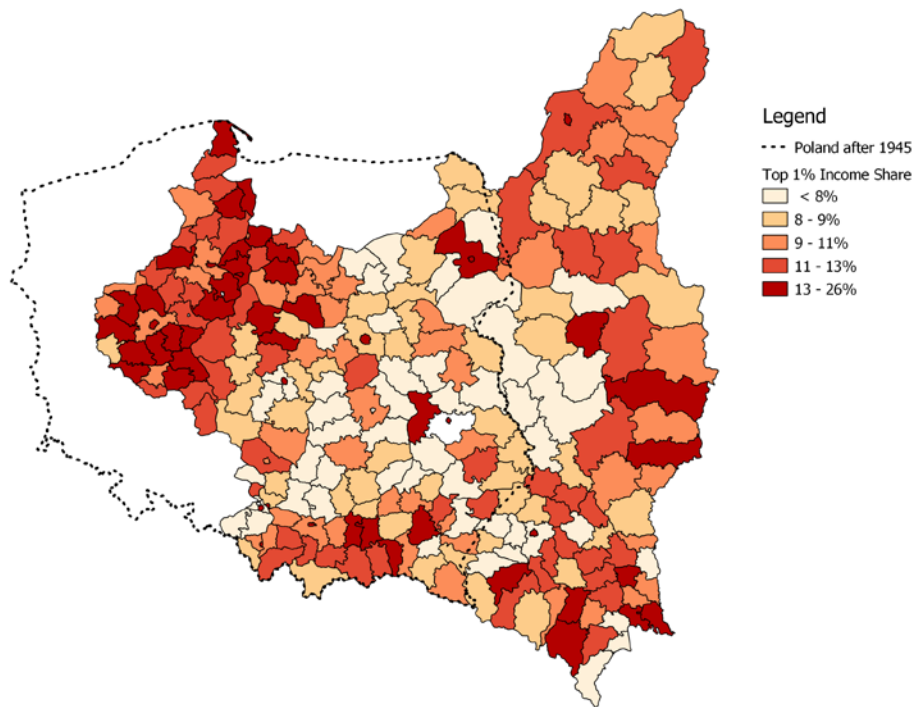 Legend
Poland after 1945
Top 1% Income Share
< 8%
8 - 9%
9 - 11%
11 - 13%
13 - 26%